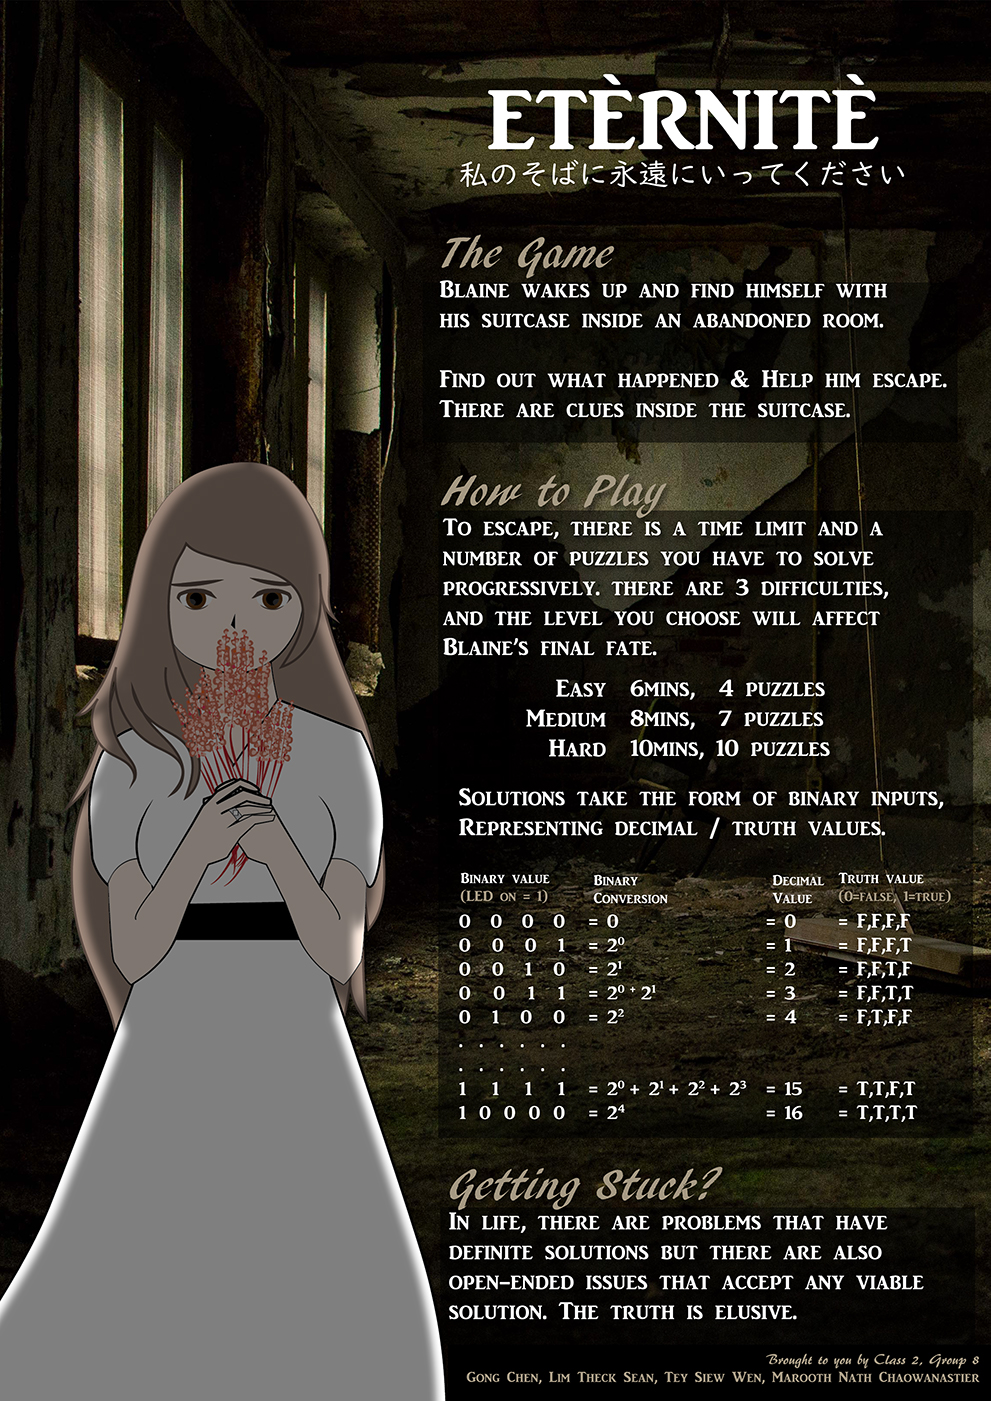 ETÈRNITÈ
私のそばに永遠にいってください
The Game
Blaine wakes up and find himself with
his suitcase inside an abandoned room.
Find out what happened & Help him escape.
There are clues inside the suitcase.
How to Play
To escape, there is a time limit and a
number of puzzles you have to solve
progressively. there are 3 difficulties,
and the level you choose will affect
Blaine's final fate.
Easy 6mins, 4 puzzles
Medium 8mins, 7 puzzles
Hard 10mins, 10 puzzles
Solutions take the form of binary inputs,
Representing decimal / truth values.
Binary value (LED on = 1) Binary Conversion Decimal Value Truth value (0=false, 1=true)
0 0 0 0 = 0 = 0 = F,F,F,F
0 0 0 1 = 2⁰ = 1 = F,F,F,T
0 0 1 0 = 2¹ = 2 = F,F,T,F
0 0 1 1 = 2⁰ + 2¹ = 3 = F,F,T,T
0 1 0 0 = 2² = 4 = F,T,F,F
. . . . . .
. . . . . .
1 1 1 1 = 2⁰ + 2¹ + 2² + 2³ = 15 = T,T,F,T
1 0 0 0 0 = 2⁴ = 16 = T,T,T,T
Getting Stuck?
In life, there are problems that have
definite solutions but there are also
open-ended issues that accept any viable
solution. The truth is elusive.
Brought to you by Class 2, Group 8
Gong Chen, Lim Theck Sean, Tey Siew Wen, Marooth Nath Chaowanastier